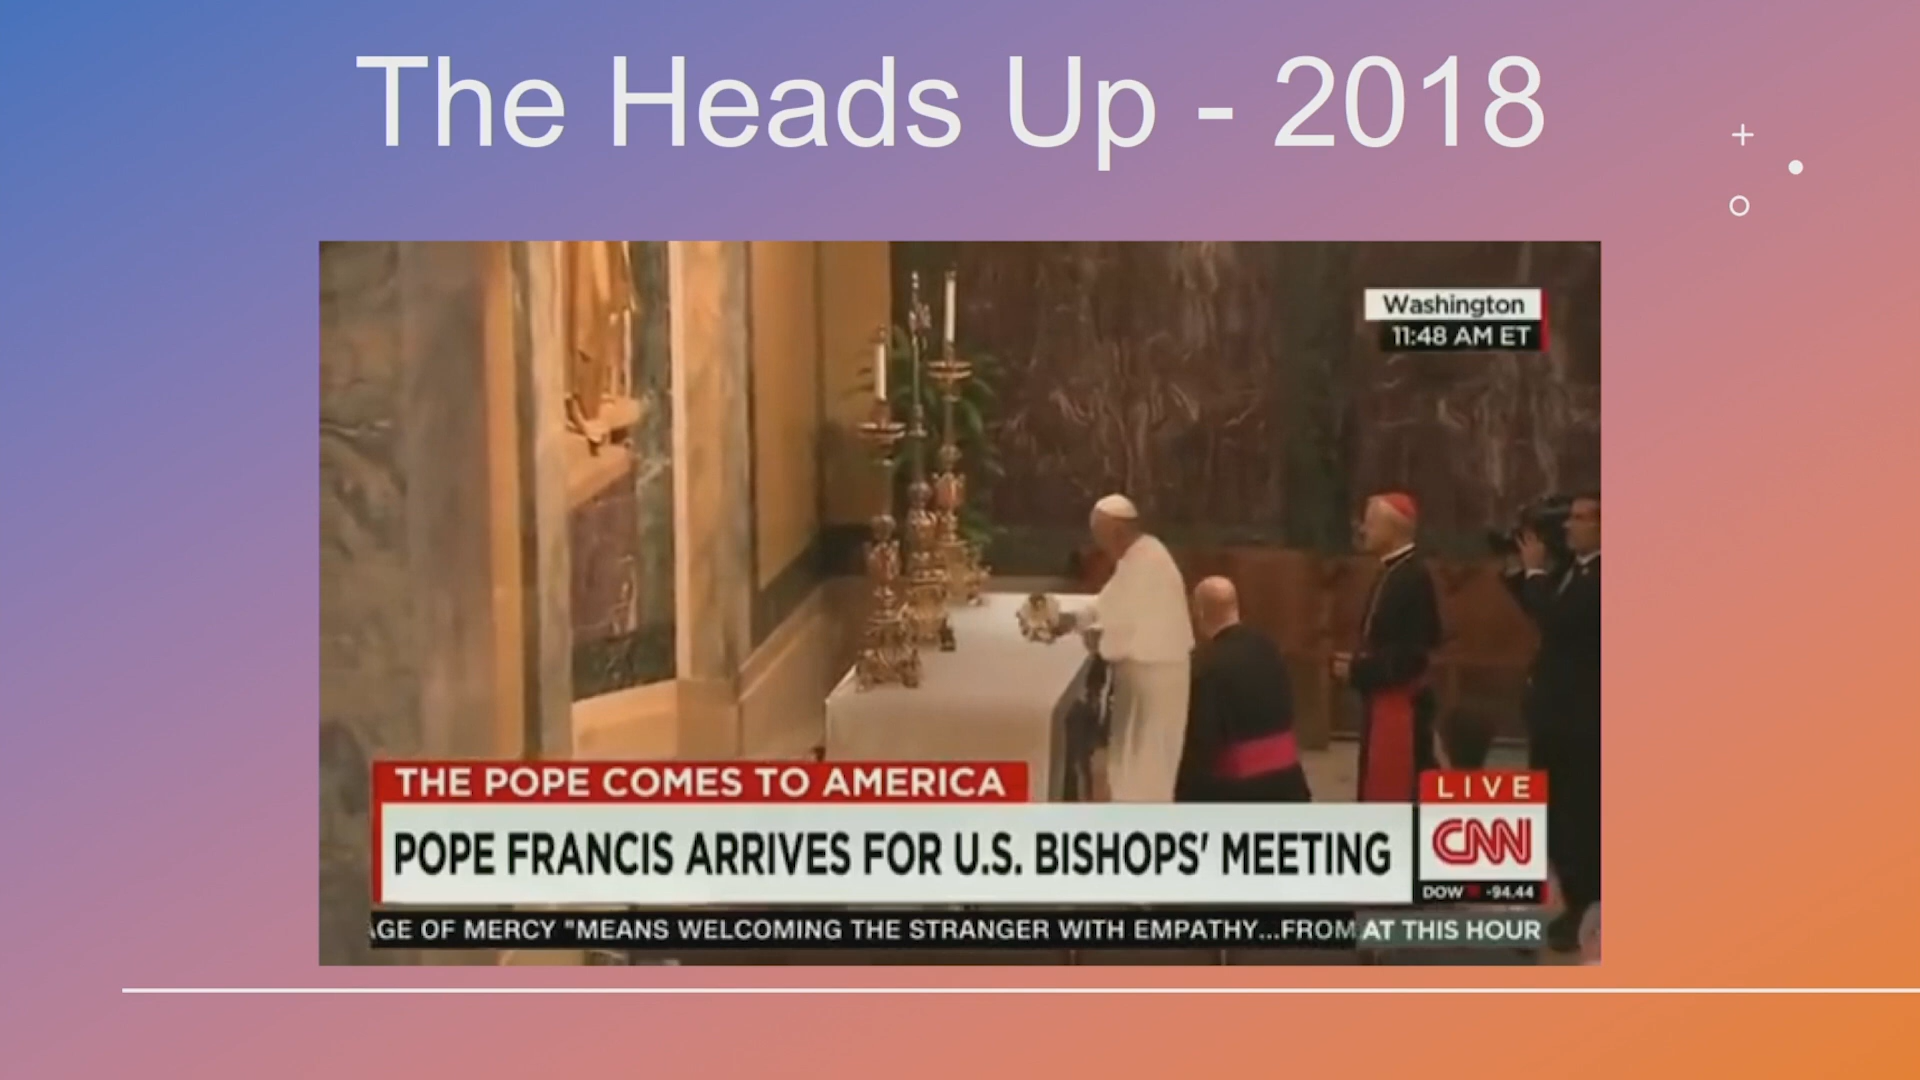 The Heads Up - 2018
Washington
11:48 AM ET
THE POPE COMES TO AMERICA
LIVE
POPE FRANCIS ARRIVES FOR U.S. BISHOPS' MEETING
CNN
DOW -94.44
GE OF MERCY "MEANS WELCOMING THE STRANGER WITH EMPATHY...FROM
AT THIS HOUR